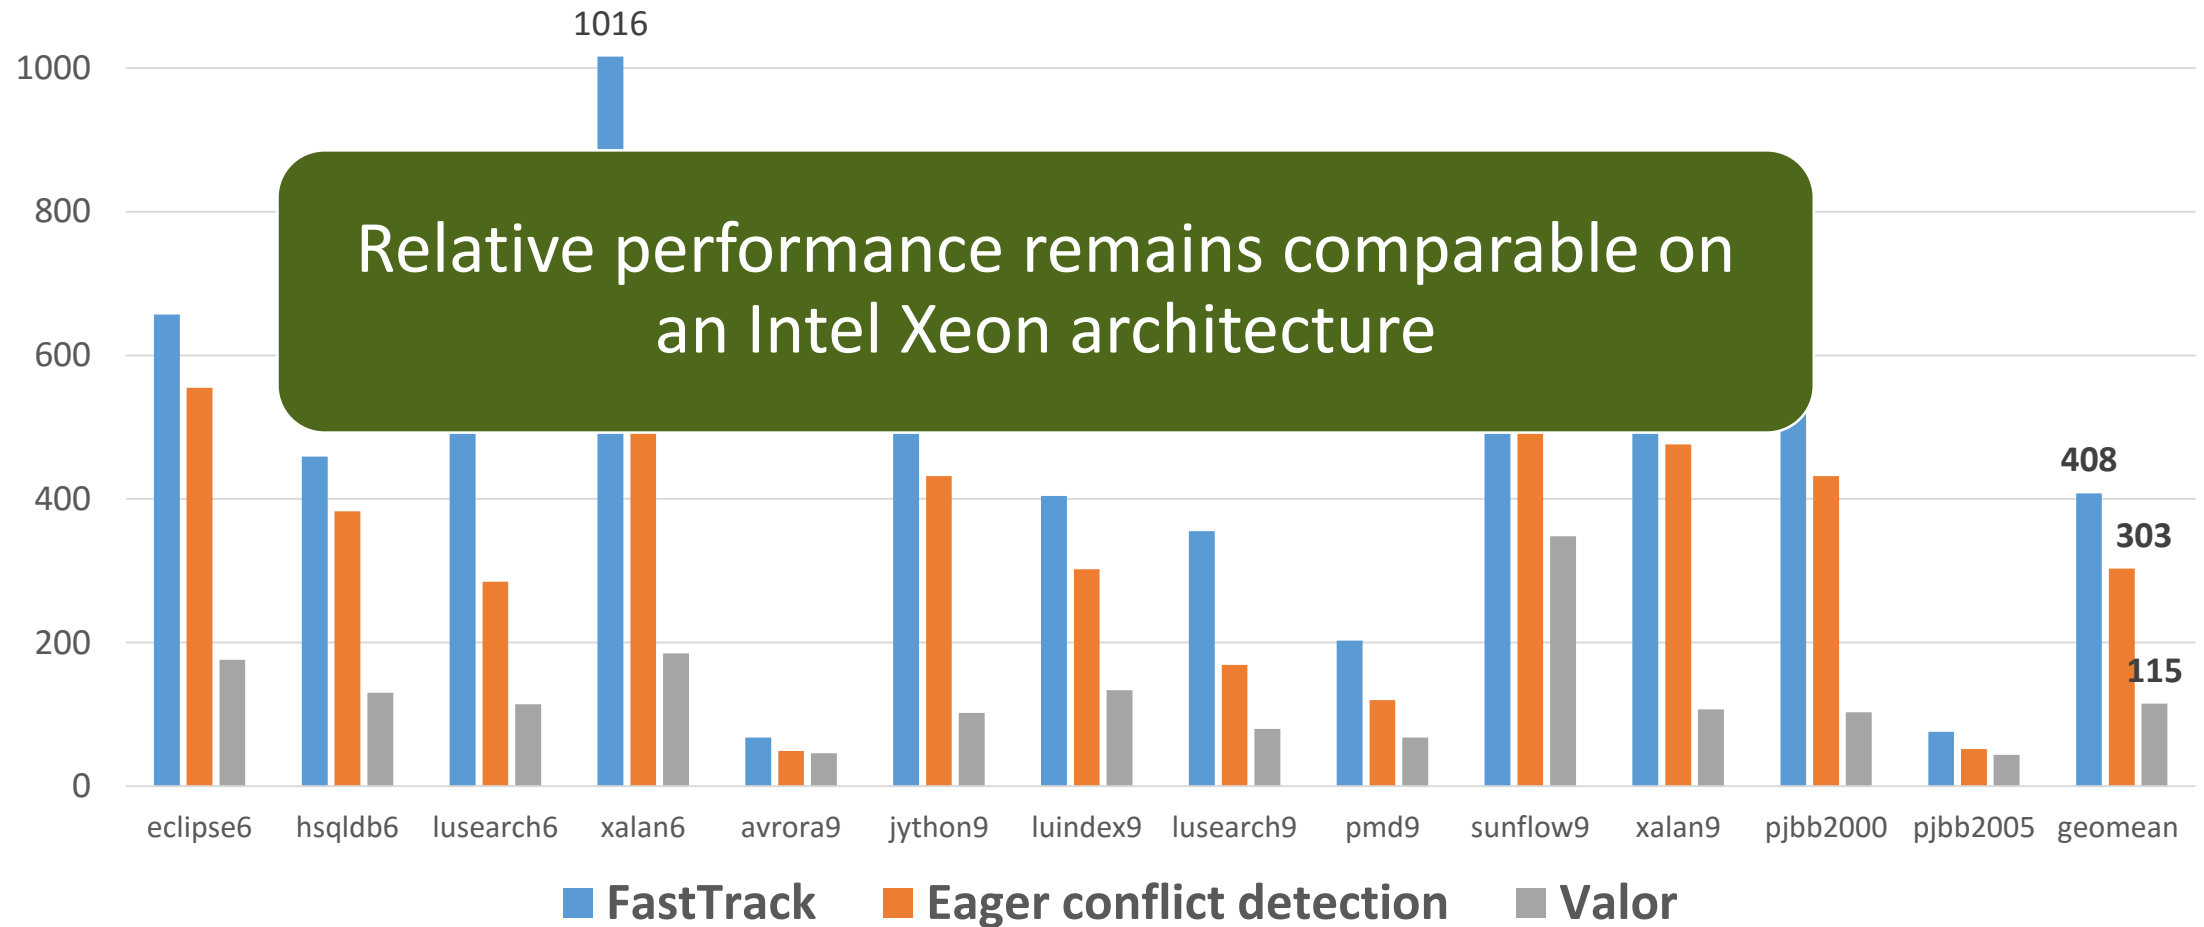 1016
1000
800
600
400
200
0
Relative performance remains comparable on
an Intel Xeon architecture
408
303
115
eclipse6 hsqldb6 lusearch6 xalan6 avrora9 jython9 luindex9 lusearch9 pmd9 sunflow9 xalan9 pjbb2000 pjbb2005 geomean
FastTrack Eager conflict detection Valor